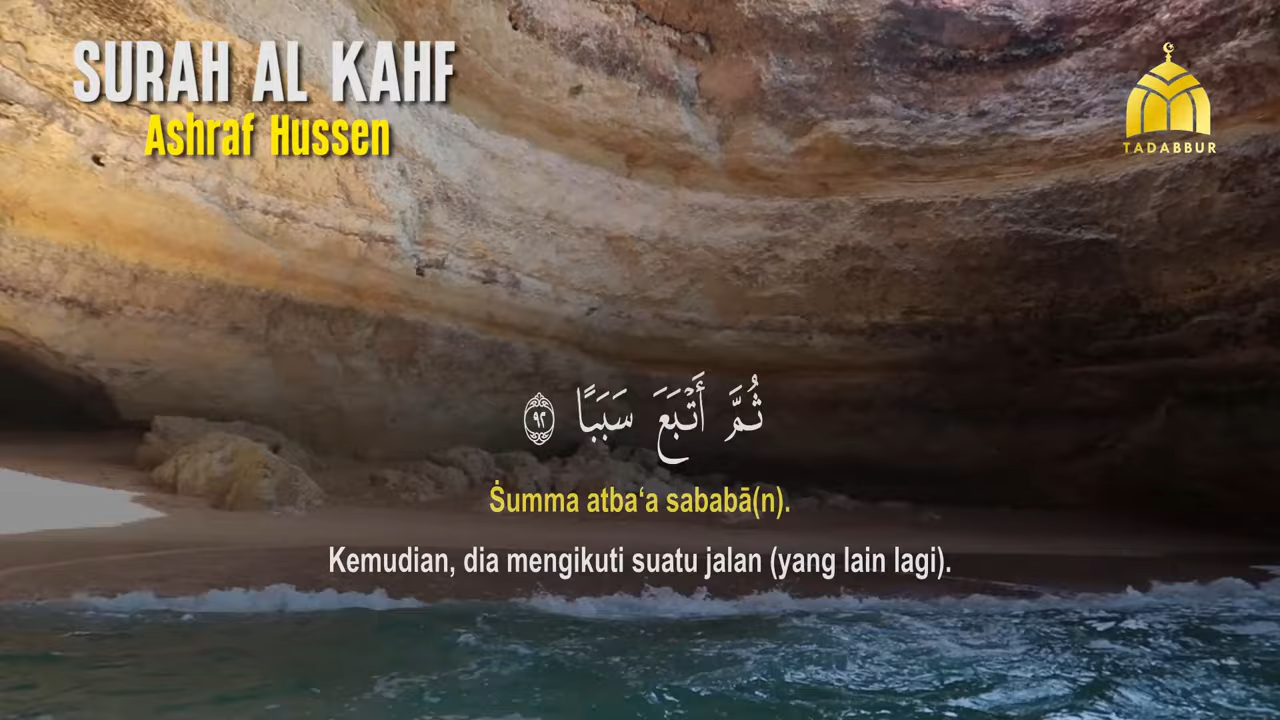 SURAH AL KAHF
Ashraf Hussen
TADABBUR
ثُمَّ أَتْبَعَ سَبَبًا ٩٢
Ṡumma atba‘a sababā(n).
Kemudian, dia mengikuti suatu jalan (yang lain lagi).